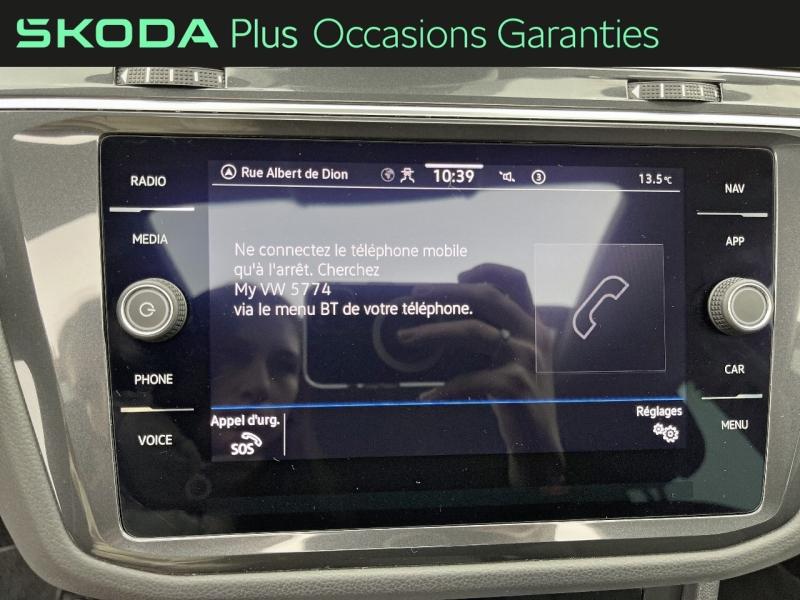 SKODA Plus Occasions Garanties
RADIO
MEDIA
PHONE
VOICE
Rue Albert de Dion
10:39
3
13.5°C
Ne connectez le téléphone mobile
qu'à l'arrêt. Cherchez
My VW 5774
via le menu BT de votre téléphone.
Appel d'urg.
SOS
Réglages
NAV
APP
CAR
MENU